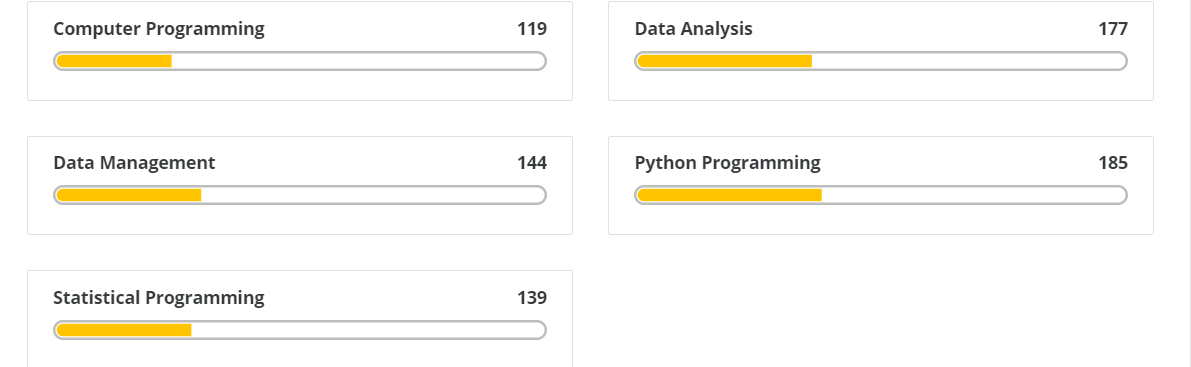 Computer Programming 119
Data Analysis 177
Data Management 144
Python Programming 185
Statistical Programming 139